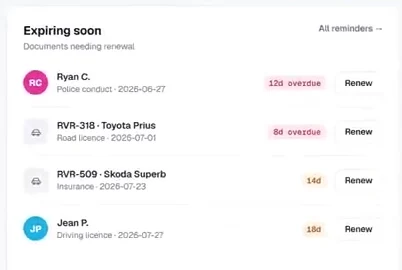 Expiring soon
All reminders →
Documents needing renewal
RC
Ryan C.
Police conduct · 2026-06-27
12d overdue
Renew
RVR-318 · Toyota Prius
Road licence · 2026-07-01
8d overdue
Renew
RVR-509 · Skoda Superb
Insurance · 2026-07-23
14d
Renew
JP
Jean P.
Driving licence · 2026-07-27
18d
Renew